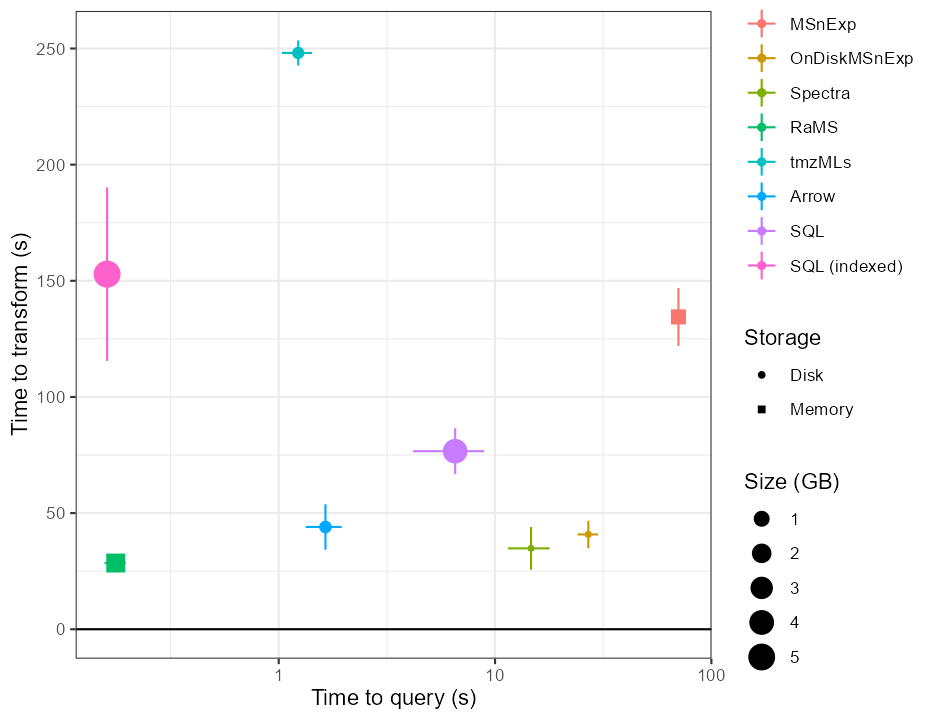 250
200
150
100
50
0
Time to transform (s)
1
10
100
Time to query (s)
MSnExp
OnDiskMSnExp
Spectra
RaMS
tmzMLs
Arrow
SQL
SQL (indexed)
Storage
Disk
Memory
Size (GB)
1
2
3
4
5